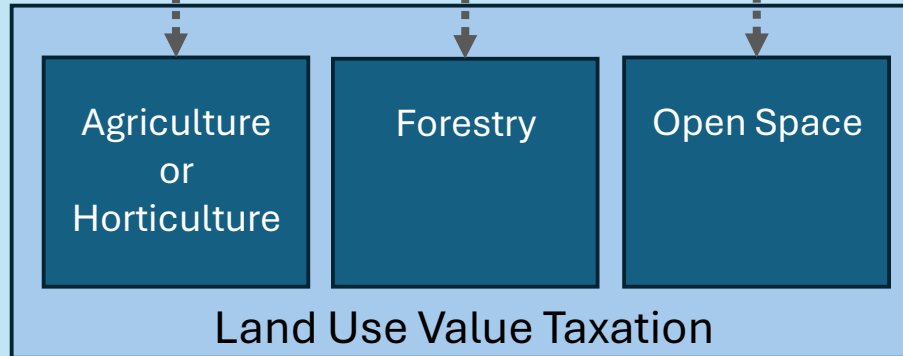 Agriculture
or
Horticulture
Forestry
Open Space
Land Use Value Taxation